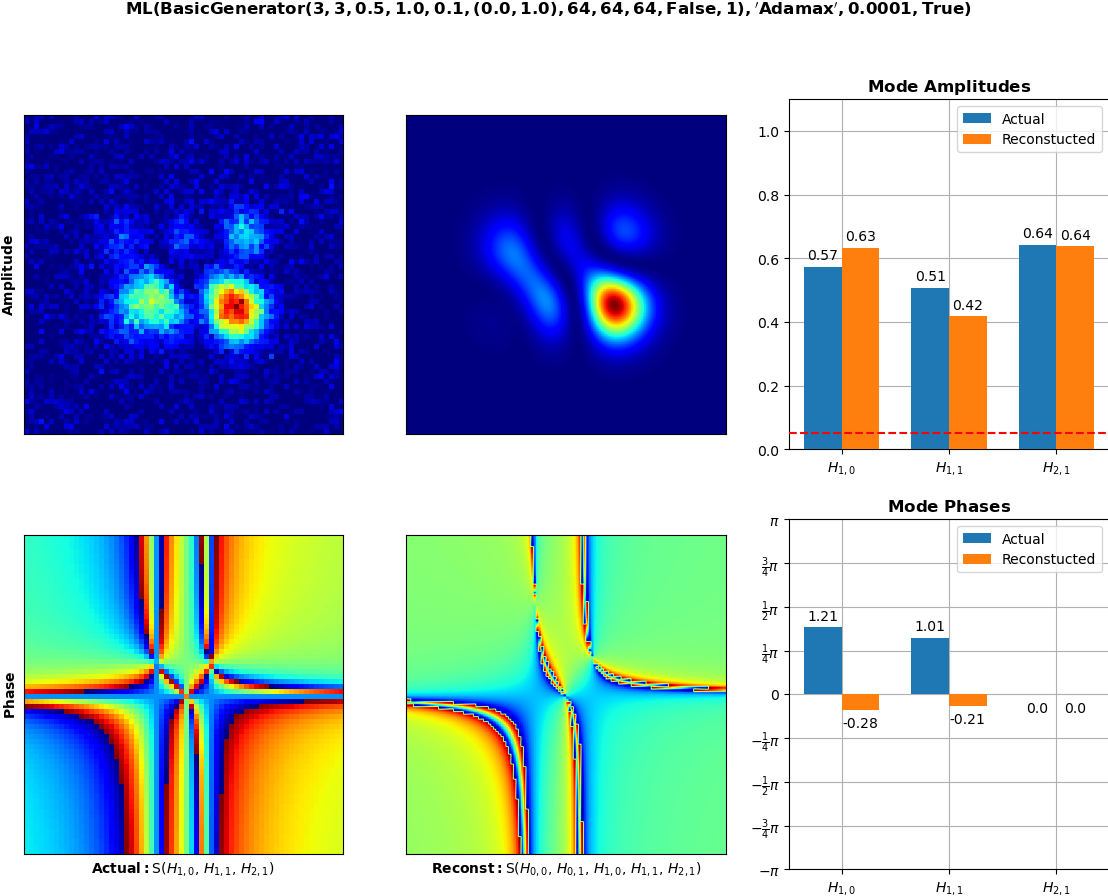 ML(BasicGenerator(3, 3, 0.5, 1.0, 0.1, (0.0, 1.0), 64, 64, 64, False, 1), ′Adamax′, 0.0001, True)
Amplitude
Mode Amplitudes
Actual
Reconstucted
1.0
0.8
0.6
0.4
0.2
0.0
0.57
0.63
0.51
0.42
0.64
0.64
H₁,₀
H₁,₁
H₂,₁
Phase
Actual: S(H₁,₀, H₁,₁, H₂,₁)
Reconst: S(H₀,₀, H₀,₁, H₁,₀, H₁,₁, H₂,₁)
Mode Phases
Actual
Reconstucted
π
3/4π
1/2π
1/4π
0
−1/4π
−1/2π
−3/4π
−π
1.21
-0.28
1.01
-0.21
0.0
0.0
H₁,₀
H₁,₁
H₂,₁